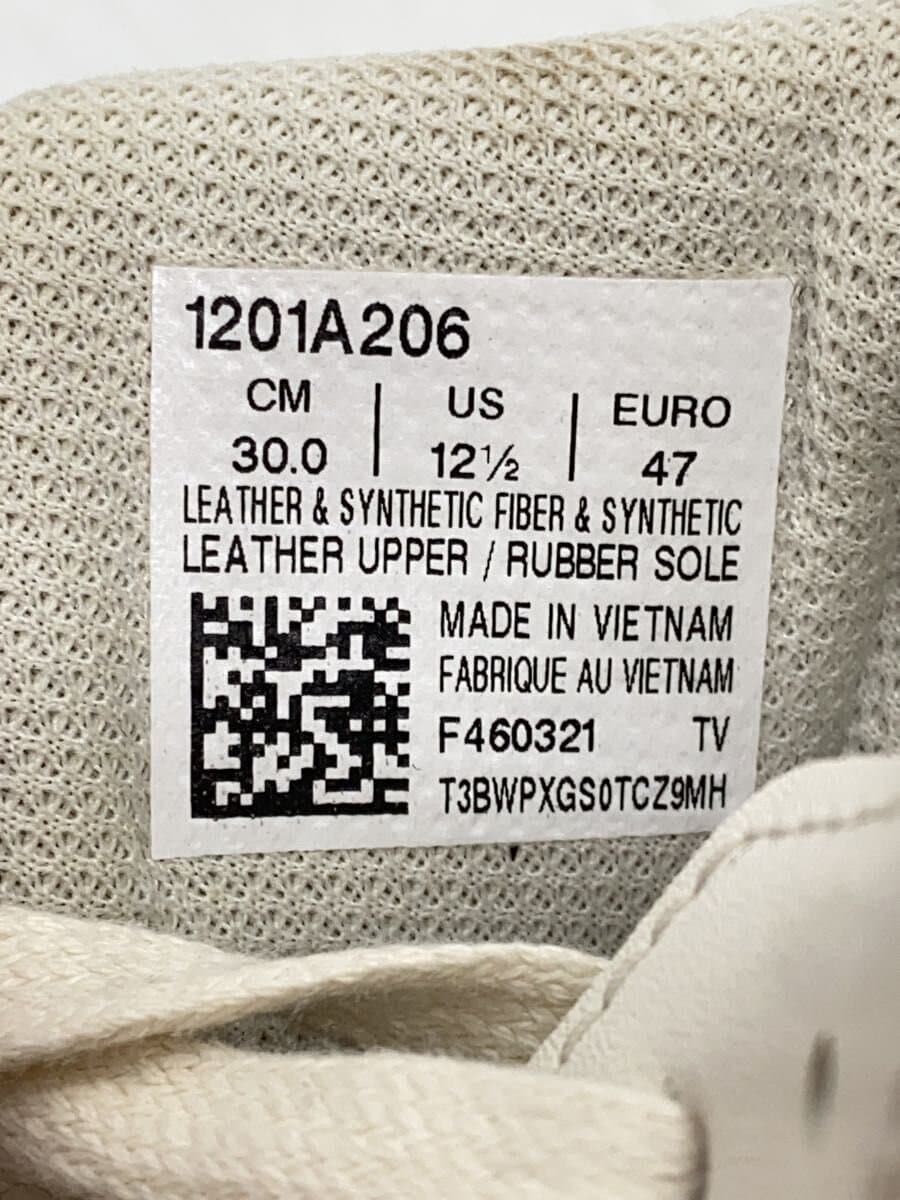 1201A206
CM | US | EURO
30.0 | 12½ | 47
LEATHER & SYNTHETIC FIBER & SYNTHETIC
LEATHER UPPER / RUBBER SOLE
MADE IN VIETNAM
FABRIQUE AU VIETNAM
F460321 TV
T3BWPXGS0TCZ9MH